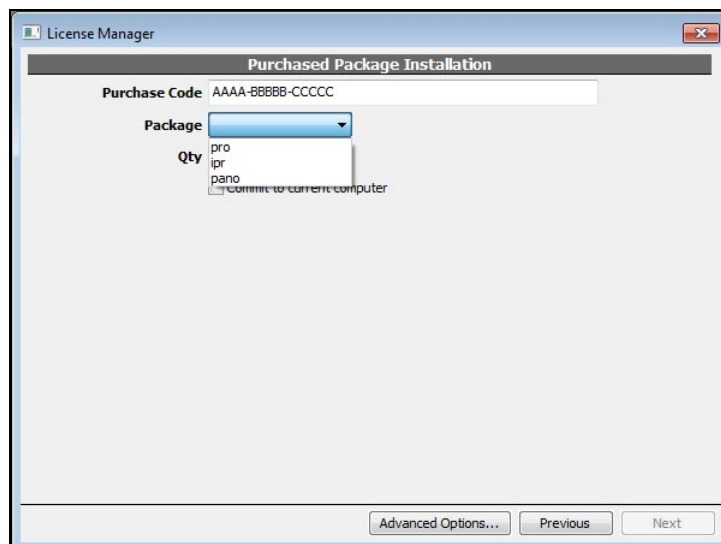 License Manager
Purchased Package Installation
Purchase Code AAAA-BBBBB-CCCCC
Package
pro
Qty
ipr
pano
Commit to current computer
Advanced Options... Previous Next